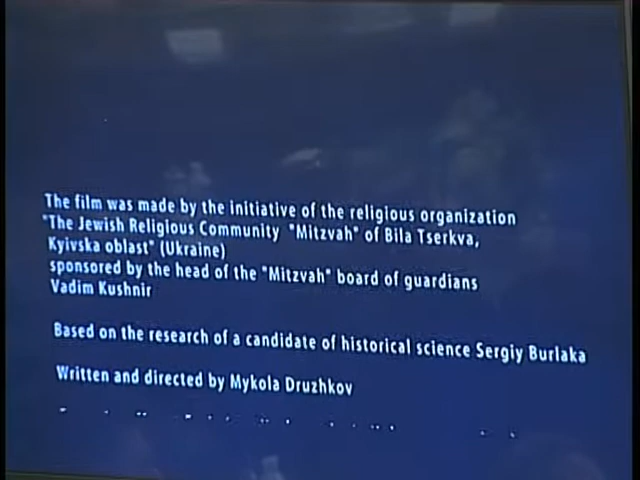 The film was made by the initiative of the religious organization
"The Jewish Religious Community "Mitzvah" of Bila Tserkva,
Kyivska oblast" (Ukraine)
sponsored by the head of the "Mitzvah" board of guardians
Vadim Kushnir
Based on the research of a candidate of historical science Sergiy Burlaka
Written and directed by Mykola Druzhkov